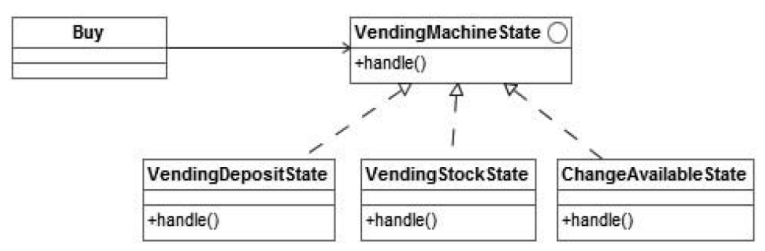 Buy
VendingMachineState
+handle()
VendingDepositState
+handle()
VendingStockState
+handle()
ChangeAvailableState
+handle()